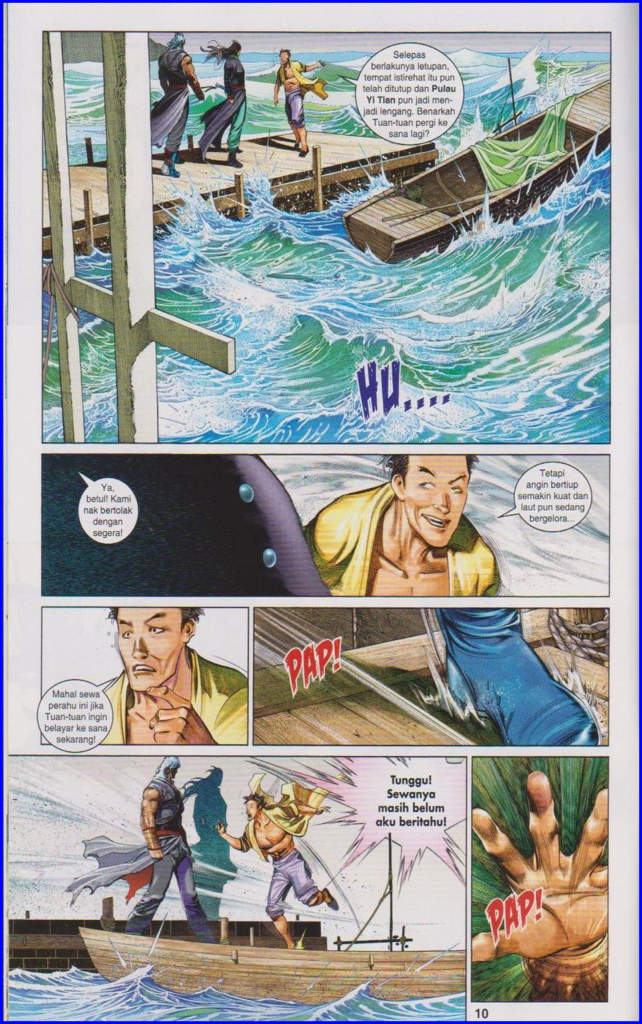 Selepas
berlakunya letupan,
tempat istirehat itu pun
telah ditutup dan Pulau
Yi Tian pun jadi men-
jadi lengang. Benarkah
Tuan-tuan pergi ke
sana lagi?
HU....
Ya,
betul! Kami
nak bertolak
dengan
segera!
Tetapi
angin bertiup
semakin kuat dan
laut pun sedang
bergelora...
Mahal sewa
perahu ini jika
Tuan-tuan ingin
belayar ke sana
sekarang!
PAP!
Tunggu!
Sewanya
masih belum
aku beritahu!
PAP!
10